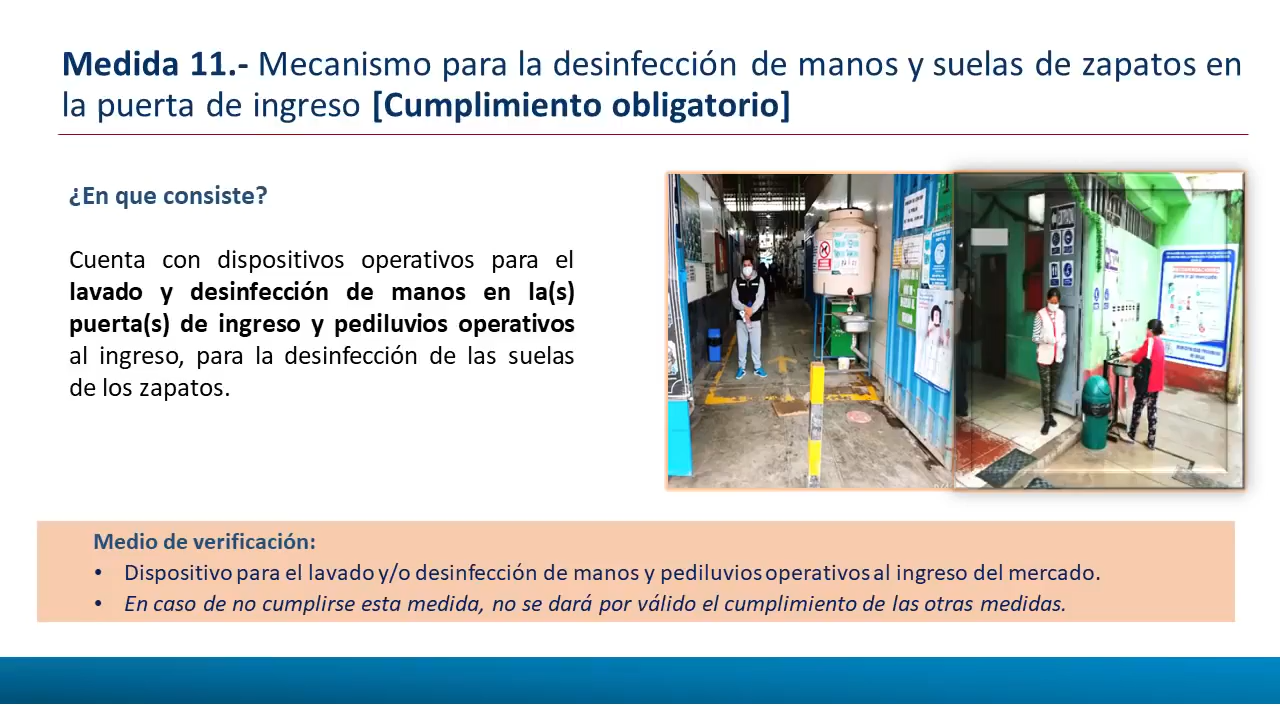 Medida 11.- Mecanismo para la desinfección de manos y suelas de zapatos en
la puerta de ingreso [Cumplimiento obligatorio]
¿En que consiste?
Cuenta con dispositivos operativos para el
lavado y desinfección de manos en la(s)
puerta(s) de ingreso y pediluvios operativos
al ingreso, para la desinfección de las suelas
de los zapatos.
Medio de verificación:
• Dispositivo para el lavado y/o desinfección de manos y pediluvios operativos al ingreso del mercado.
• En caso de no cumplirse esta medida, no se dará por válido el cumplimiento de las otras medidas.